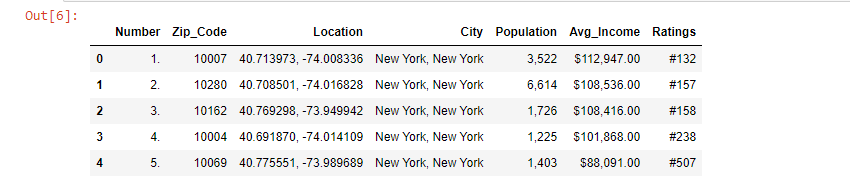 Out[6]:
Number Zip_Code Location City Population Avg_Income Ratings
0 1. 10007 40.713973, -74.008336 New York, New York 3,522 $112,947.00 #132
1 2. 10280 40.708501, -74.016828 New York, New York 6,614 $108,536.00 #157
2 3. 10162 40.769298, -73.949942 New York, New York 1,726 $108,416.00 #158
3 4. 10004 40.691870, -74.014109 New York, New York 1,225 $101,868.00 #238
4 5. 10069 40.775551, -73.989689 New York, New York 1,403 $88,091.00 #507